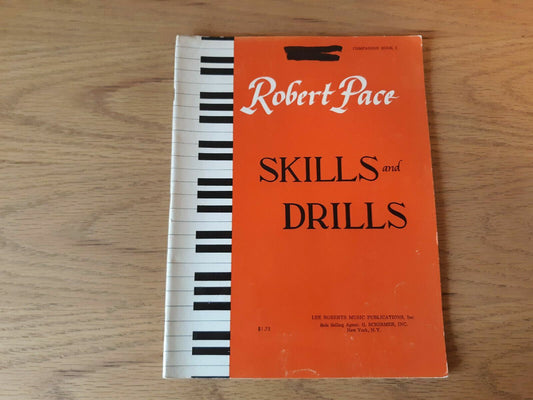 COMPANION BOOK 2
Robert Pace
SKILLS and
DRILLS
LEE ROBERTS MUSIC PUBLICATIONS, Inc.
Sole Selling Agent: G. SCHIRMER, INC.
New York, N.Y.
$1.75